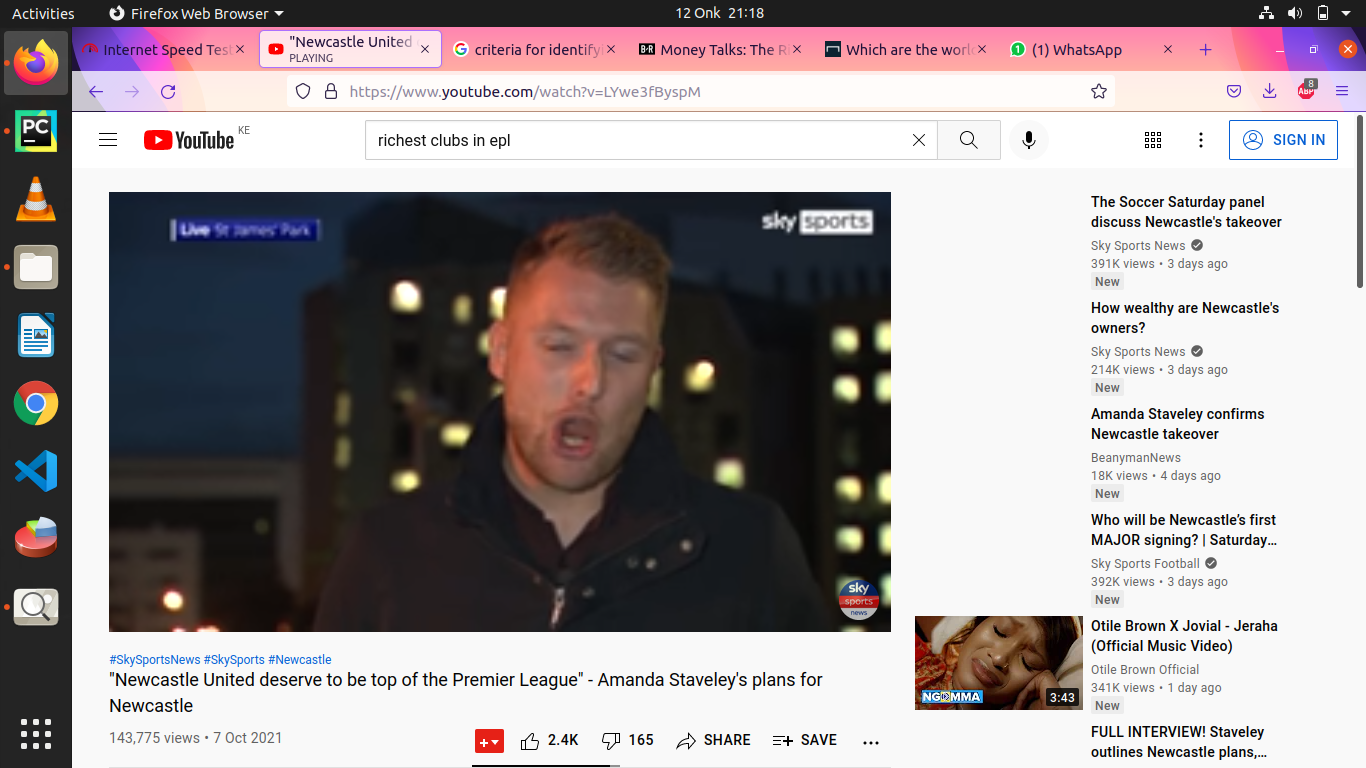 Activities
Firefox Web Browser
12 Onk 21:18
Internet Speed Tes
"Newcastle United
PLAYING
criteria for identify
Money Talks: The R
Which are the worl
(1) WhatsApp
https://www.youtube.com/watch?v=LYwe3fByspM
ABP
8
PC
YouTube KE
richest clubs in epl
SIGN IN
Live St James' Park
sky sports
sky
sports
news
#SkySportsNews #SkySports #Newcastle
"Newcastle United deserve to be top of the Premier League" - Amanda Staveley's plans for
Newcastle
143,775 views • 7 Oct 2021
2.4K
165
SHARE
SAVE
The Soccer Saturday panel
discuss Newcastle's takeover
Sky Sports News
391K views • 3 days ago
New
How wealthy are Newcastle's
owners?
Sky Sports News
214K views • 3 days ago
New
Amanda Staveley confirms
Newcastle takeover
BeanymanNews
18K views • 4 days ago
New
Who will be Newcastle's first
MAJOR signing? | Saturday...
Sky Sports Football
392K views • 3 days ago
New
NGOMMA
3:43
Otile Brown X Jovial - Jeraha
(Official Music Video)
Otile Brown Official
341K views • 1 day ago
New
FULL INTERVIEW! Staveley
outlines Newcastle plans,...